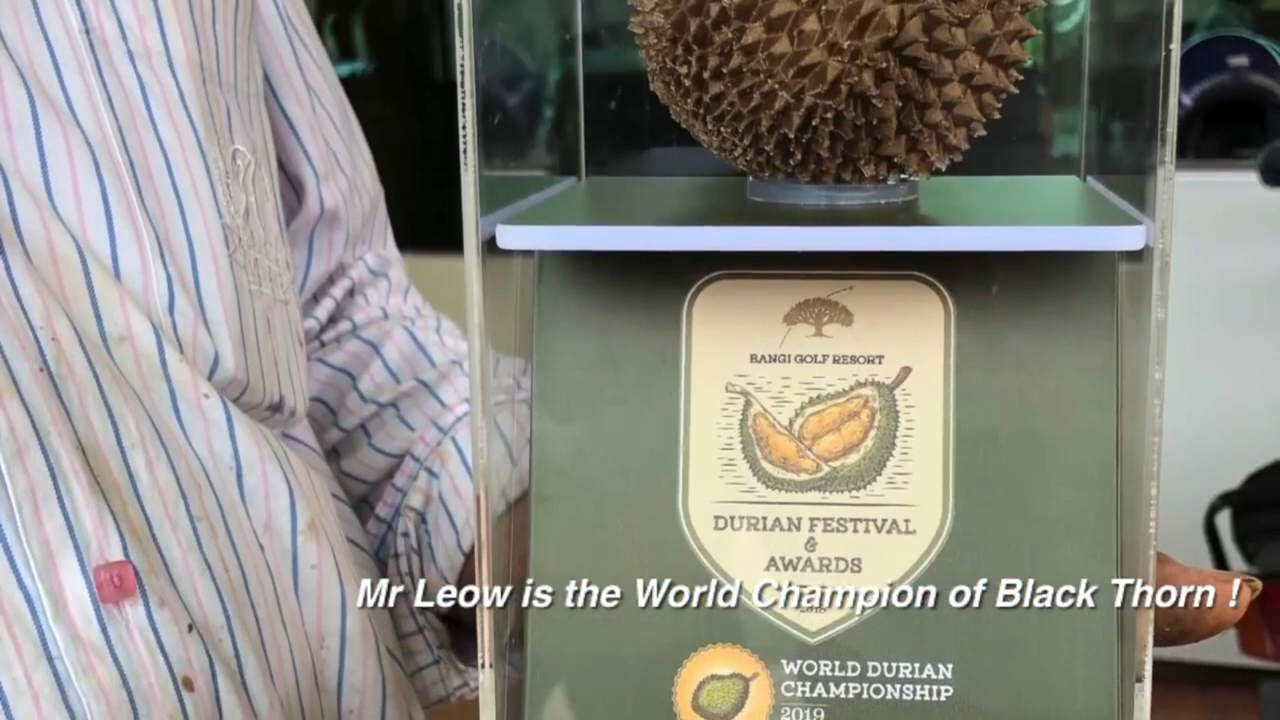 BANGI GOLF RESORT
DURIAN FESTIVAL
&
AWARDS
Mr Leow is the World Champion of Black Thorn !
WORLD DURIAN
CHAMPIONSHIP
2019